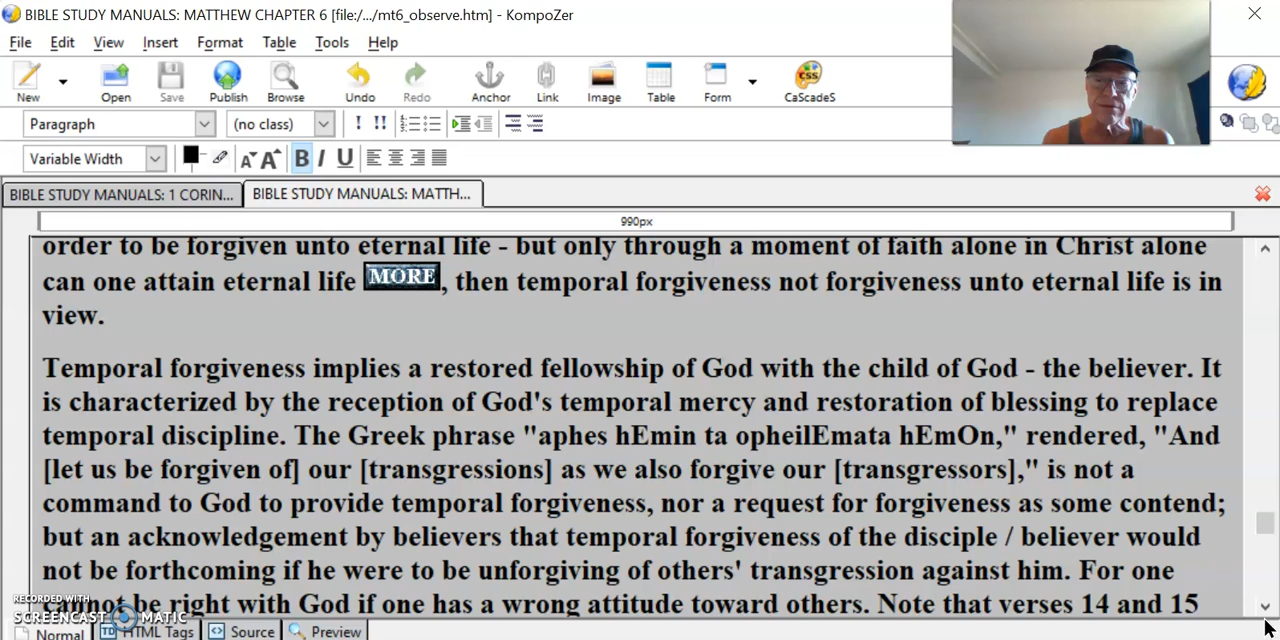 BIBLE STUDY MANUALS: MATTHEW CHAPTER 6 [file:/.../mt6_observe.htm] - KompoZer
File Edit View Insert Format Table Tools Help
New Open Save Publish Browse Undo Redo Anchor Link Image Table Form CaScadeS
Paragraph (no class) ! !!
Variable Width A A B I U
BIBLE STUDY MANUALS: 1 CORIN... BIBLE STUDY MANUALS: MATTH...
990px
order to be forgiven unto eternal life - but only through a moment of faith alone in Christ alone
can one attain eternal life MORE, then temporal forgiveness not forgiveness unto eternal life is in
view.
Temporal forgiveness implies a restored fellowship of God with the child of God - the believer. It
is characterized by the reception of God's temporal mercy and restoration of blessing to replace
temporal discipline. The Greek phrase "aphes hEmin ta opheilEmata hEmOn," rendered, "And
[let us be forgiven of] our [transgressions] as we also forgive our [transgressors]," is not a
command to God to provide temporal forgiveness, nor a request for forgiveness as some contend;
but an acknowledgement by believers that temporal forgiveness of the disciple / believer would
not be forthcoming if he were to be unforgiving of others' transgression against him. For one
cannot be right with God if one has a wrong attitude toward others. Note that verses 14 and 15
RECORDED WITH
SCREENCAST MATIC
Normal TD HTML Tags Source Preview